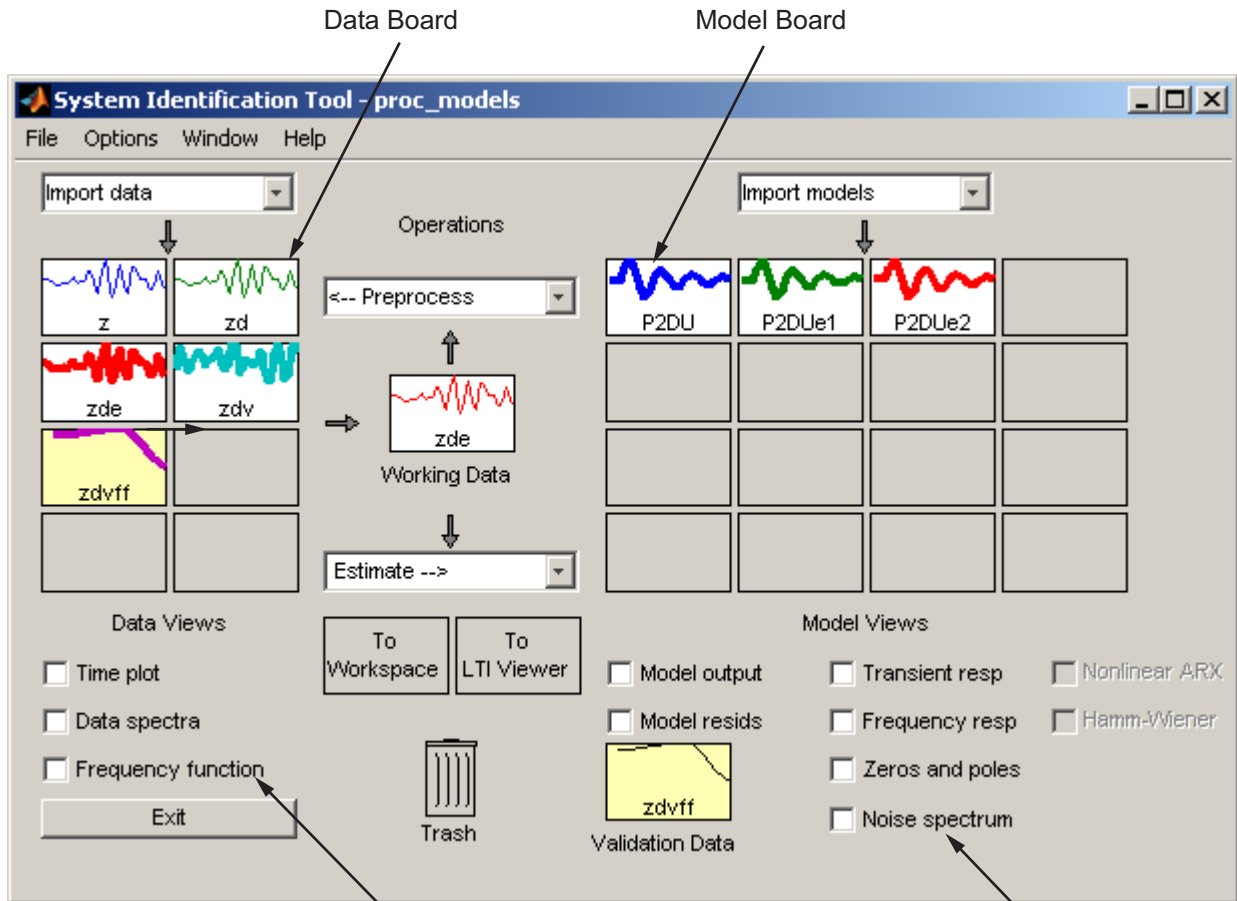 Data Board
Model Board
System Identification Tool - proc_models
File Options Window Help
Import data
Import models
Operations
z
zd
<-- Preprocess
P2DU
P2DUe1
P2DUe2
zde
zdv
zde
Working Data
zdvff
Estimate -->
Data Views
To Workspace
To LTI Viewer
Model Views
Time plot
Model output
Transient resp
Nonlinear ARX
Data spectra
Model resids
Frequency resp
Hamm-Wiener
Frequency function
Zeros and poles
Exit
Trash
zdvff
Validation Data
Noise spectrum